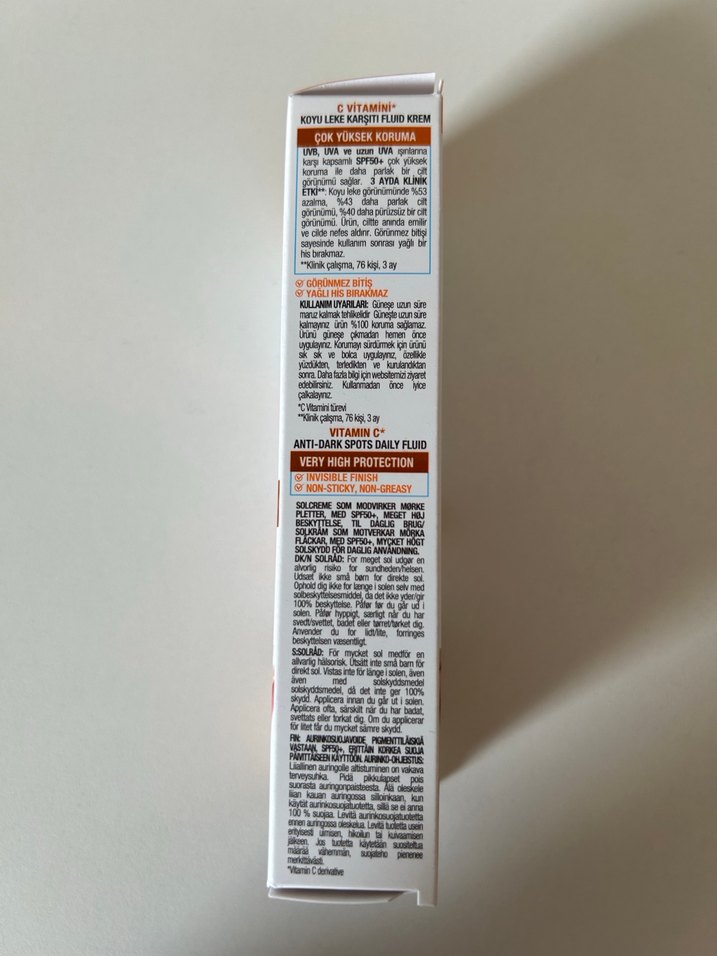 C VİTAMİNİ*
KOYU LEKE KARŞITI FLUID KREM
ÇOK YÜKSEK KORUMA
UVB, UVA ve uzun UVA ışınlarına
karşı kapsamlı SPF50+ çok yüksek
koruma ile daha parlak bir cilt
görünümü sağlar. 3 AYDA KLİNİK
ETKİ**: Koyu leke görünümünde %53
azalma, %43 daha parlak cilt
görünümü, %40 daha pürüzsüz bir cilt
görünümü. Ürün, ciltte anında emilir
ve cilde nefes aldırır. Görünmez bitişi
sayesinde kullanım sonrası yağlı bir
his bırakmaz.
**Klinik çalışma, 76 kişi, 3 ay
GÖRÜNMEZ BİTİŞ
YAĞLI HİS BIRAKMAZ
KULLANIM UYARILARI: Güneşe uzun süre
maruz kalmak tehlikelidir Güneşte uzun süre
kalmayınız ürün %100 koruma sağlamaz.
Ürünü güneşe çıkmadan hemen önce
uygulayınız. Korumayı sürdürmek için ürünü
sık sık ve bolca uygulayınız, özellikle
yüzdükten, terledikten ve kurulandıktan
sonra. Daha fazla bilgi için websitemizi ziyaret
edebilirsiniz. Kullanmadan önce iyice
çalkalayınız.
*C Vitamini türevi
**Klinik çalışma, 76 kişi, 3 ay
VITAMIN C*
ANTI-DARK SPOTS DAILY FLUID
VERY HIGH PROTECTION
INVISIBLE FINISH
NON-STICKY, NON-GREASY
SOLCREME SOM MODVIRKER MØRKE
PLETTER, MED SPF50+, MEGET HØJ
BESKYTTELSE, TIL DAGLIG BRUG/
SOLKRÄM SOM MOTVERKAR MÖRKA
FLÄCKAR, MED SPF50+, MYCKET HÖGT
SOLSKYDD FÖR DAGLIG ANVÄNDNING.
DK/N SOLRÅD: For meget sol udgør en
alvorlig risiko for sundheden/helsen.
Udsæt ikke små børn for direkte sol.
Ophold dig ikke for længe i solen selv med
solbeskyttelsesmiddel, da det ikke yder/gir
100% beskyttelse. Påfør før du går ud i
solen. Påfør hyppigt, særligt når du har
svedt/svettet, badet eller tørret/tørket dig.
Anvender du for lidt/lite, forringes
beskyttelsen væsentligt.
S:SOLRÅD: För mycket sol medför en
allvarlig hälsorisk. Utsätt inte små barn för
direkt sol. Vistas inte för länge i solen, även
även med solskyddsmedel
solskyddsmedel, då det inte ger 100%
skydd. Applicera innan du går ut i solen.
Applicera ofta, särskilt när du har badat,
svettats eller torkat dig. Om du applicerar
för litet får du mycket sämre skydd.
FIN: AURINKOSUOJAVOIDE PIGMENTTILÄISKIÄ
VASTAAN, SPF50+, ERITTÄIN KORKEA SUOJA
PÄIVITTÄISEEN KÄYTTÖÖN. AURINKO-OHJEISTUS:
Liiallinen auringolle altistuminen on vakava
terveysuhka. Pidä pikkulapset pois
suorasta auringonpaisteesta. Älä oleskele
liian kauan auringossa silloinkaan, kun
käytät aurinkosuojatuotetta, sillä se ei anna
100 % suojaa. Levitä aurinkosuojatuotetta
ennen auringossa oleskelua. Levitä tuotetta usein
erityisesti uimisen, hikoilun tai kuivaamisen
jälkeen. Jos tuotetta käytetään suositeltua
määrää vähemmän, suojateho pienenee
merkittävästi.
*Vitamin C derivative